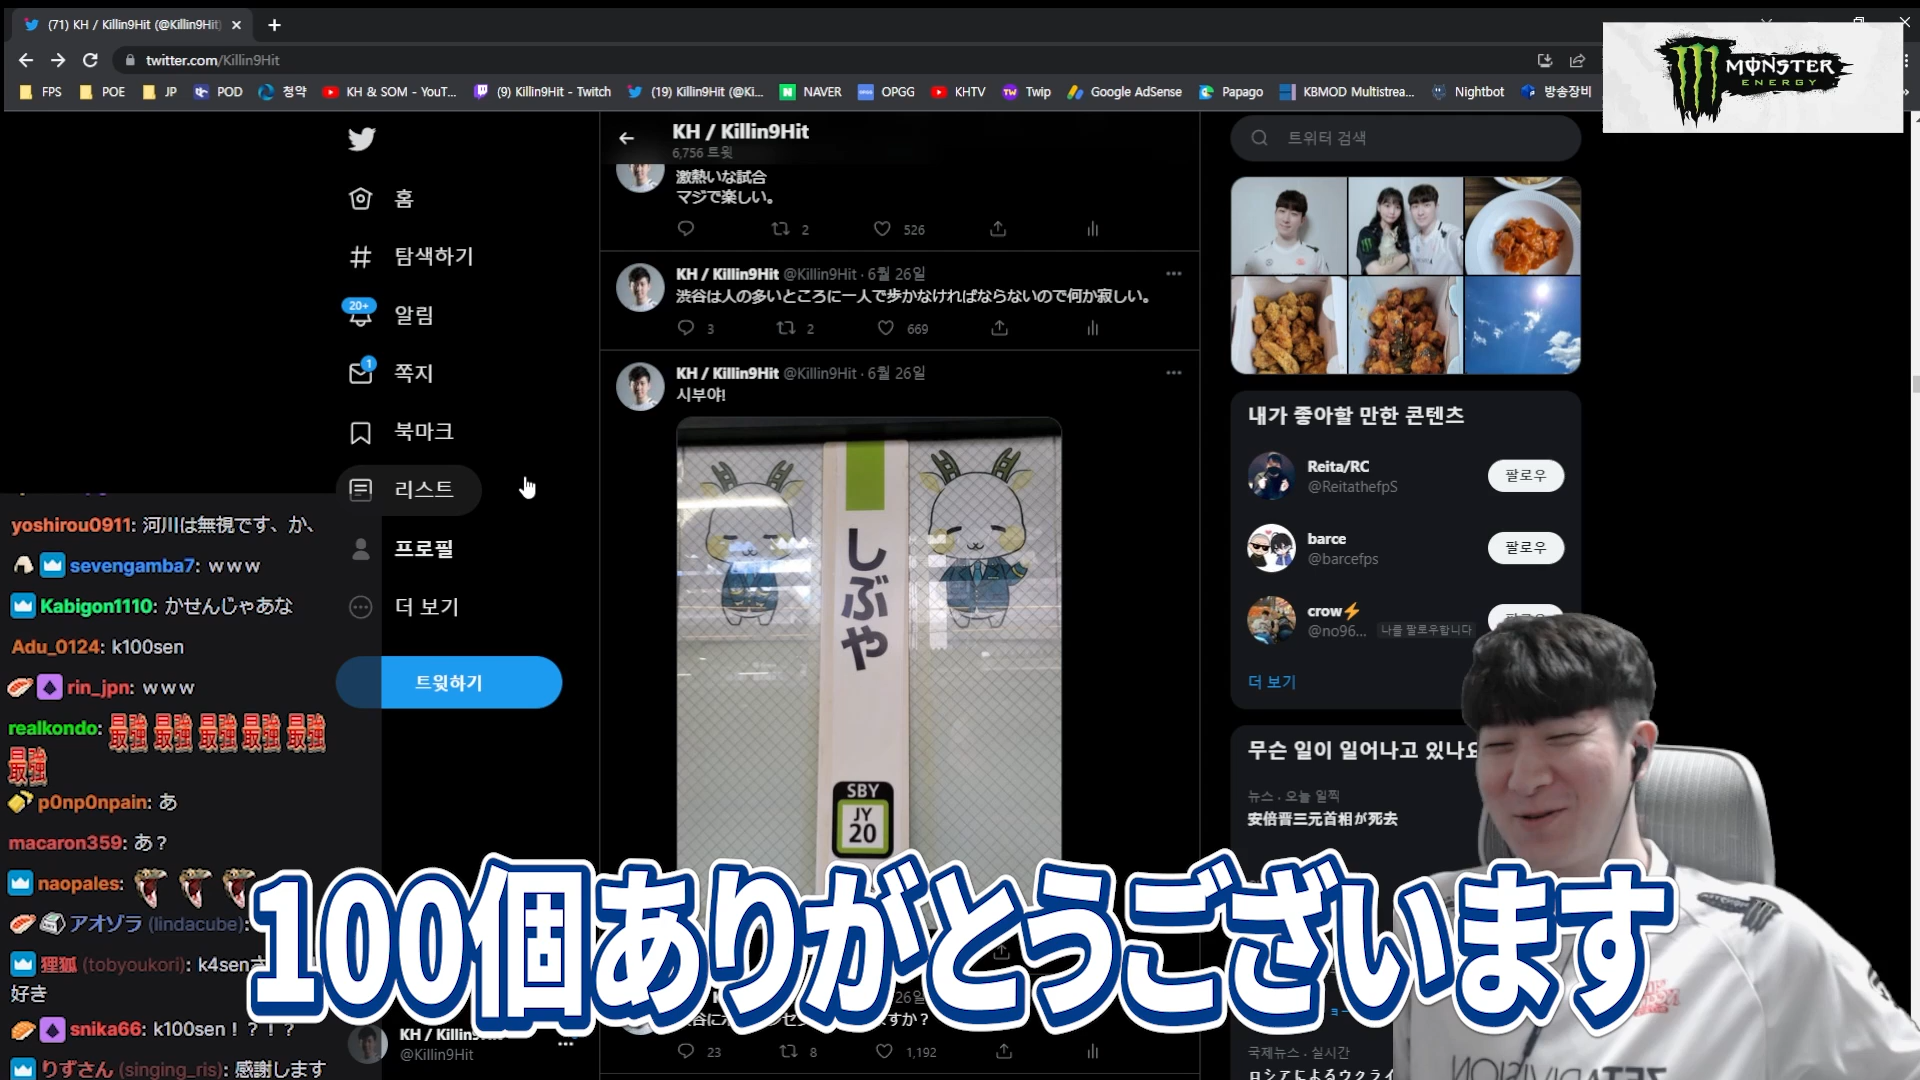 (71) KH / Killin9Hit (@Killin9Hit)
twitter.com/Killin9Hit
FPS
POE
JP
POD
청약
KH & SOM - YouT...
(9) Killin9Hit - Twitch
(19) Killin9Hit (@Ki...
NAVER
OPGG
KHTV
Twip
Google AdSense
Papago
KBMOD Multistrea...
Nightbot
방송장비
MONSTER
ENERGY
홈
탐색하기
20+
알림
1
쪽지
북마크
리스트
프로필
더 보기
트윗하기
KH / Killin9Hit
6,756 트윗
激熱いな試合
マジで楽しい。
2
526
KH / Killin9Hit @Killin9Hit · 6월 26일
渋谷は人の多いところに一人で歩かなければならないので何か寂しい。
3
2
669
KH / Killin9Hit @Killin9Hit · 6월 26일
시부야!
しぶや
SBY
JY
20
23
8
1,192
트위터 검색
내가 좋아할 만한 콘텐츠
Reita/RC
@ReitathefpS
팔로우
barce
@barcefps
팔로우
crow⚡
@no96...
나를 팔로우합니다
더 보기
무슨 일이 일어나고 있나요
뉴스 · 오늘 일찍
安倍晋三元首相が死去
국제뉴스 · 실시간
ロシアによるウクライ
yoshirou0911: 河川は無視です、か、
sevengamba7: www
Kabigon1110: かせんじゃあな
Adu_0124: k100sen
rin_jpn: www
realkondo: 最強 最強 最強 最強 最強
最強
p0np0npain: あ
macaron359: あ？
naopales:
アオゾラ (lindacube):
狸狐 (tobyoukori): k4sen
好き
snika66: k100sen！？！？
りずさん (singing_ris): 感謝します
100個ありがとうございます
KH / Killin
@Killin9Hit
ZETA DIVISION